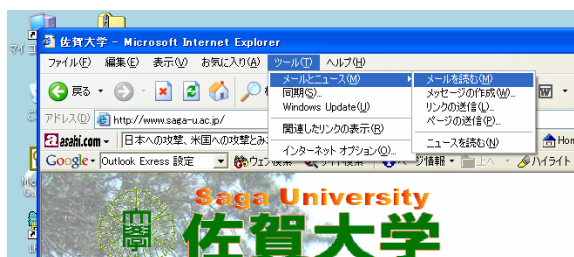 佐賀大学 - Microsoft Internet Explorer
ファイル(F) 編集(E) 表示(V) お気に入り(A) ツール(T) ヘルプ(H)
メールとニュース(M)
同期(S)...
Windows Update(U)
関連したリンクの表示(R)
インターネット オプション(O)...
メールを読む(M)
メッセージの作成(W)...
リンクの送信(L)...
ページの送信(P)...
ニュースを読む(N)
戻る
アドレス(D) http://www.saga-u.ac.jp/
asahi.com 日本への攻撃、米国への攻撃とみ
Hom
Google Outlook Exress 設定 ウェブ検索 ージ情報 上へ ハイライト
Saga University
佐賀大学